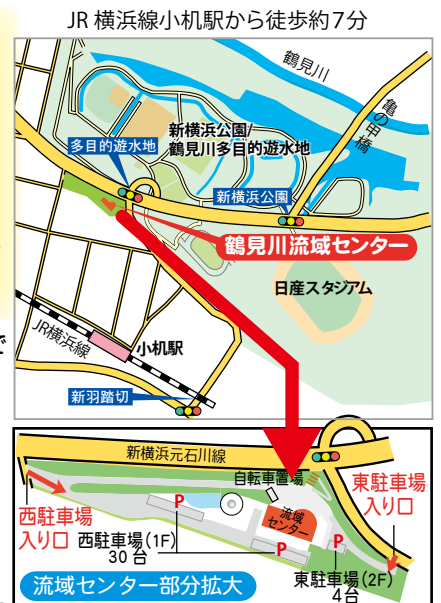 JR 横浜線小机駅から徒歩約7分
鶴見川
亀の甲橋
新横浜公園/
鶴見川多目的遊水地
多目的遊水地
新横浜公園
鶴見川流域センター
日産スタジアム
で
JR横浜線
小机駅
新羽踏切
新横浜元石川線
自転車置場
東駐車場
入り口
西駐車場
入り口
P
流域
センター
P
P
西駐車場(1F)
30台
東駐車場(2F)
4台
流域センター部分拡大